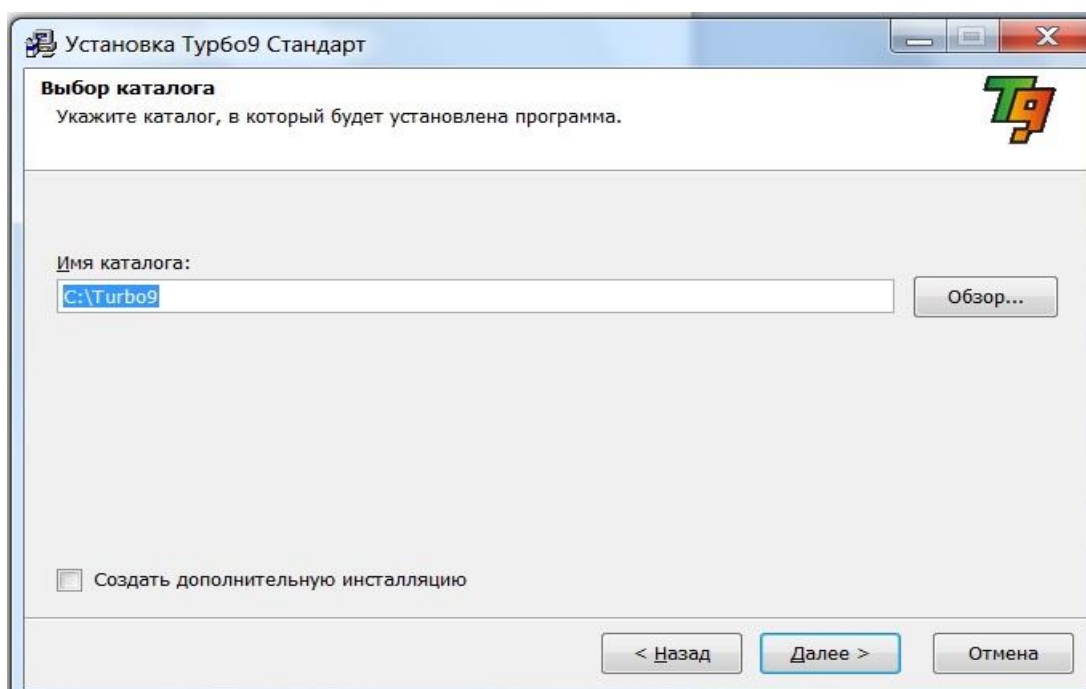 Установка Турбо9 Стандарт
Выбор каталога
Укажите каталог, в который будет установлена программа.
T9
Имя каталога:
C:\Turbo9
Обзор...
Создать дополнительную инсталляцию
< Назад
Далее >
Отмена